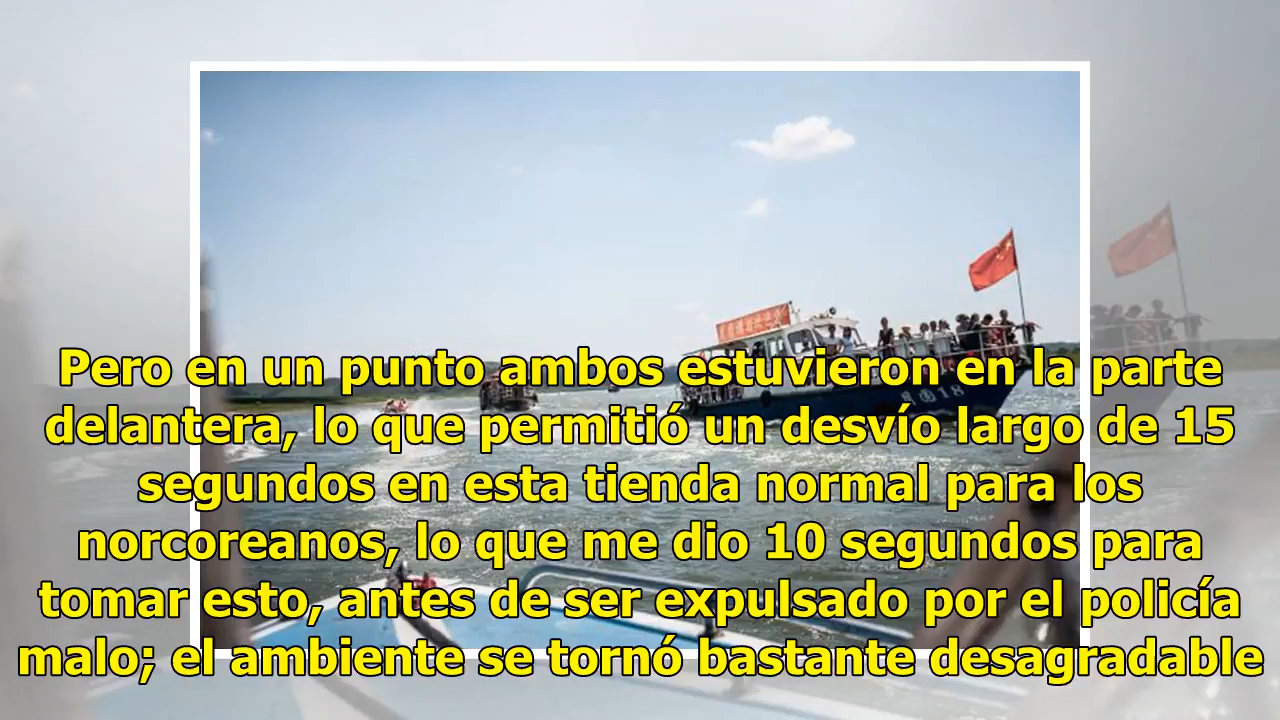 Pero en un punto ambos estuvieron en la parte
delantera, lo que permitió un desvío largo de 15
segundos en esta tienda normal para los
norcoreanos, lo que me dio 10 segundos para
tomar esto, antes de ser expulsado por el policía
malo; el ambiente se tornó bastante desagradable